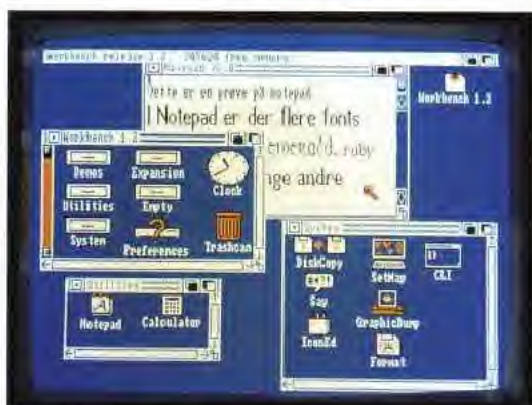 Workbench release 1.2. free memory
Notepad
Dette er en prøve på notepad
I Notepad er der flere fonts
emerald, ruby
nge andre
Workbench 1.2
Workbench 1.2
Demos Expansion Clock
Utilities Empty
System Preferences Trashcan
System
DiskCopy SetMap CLI
Say GraphicDump
IconEd Format
Utilities
Notepad Calculator